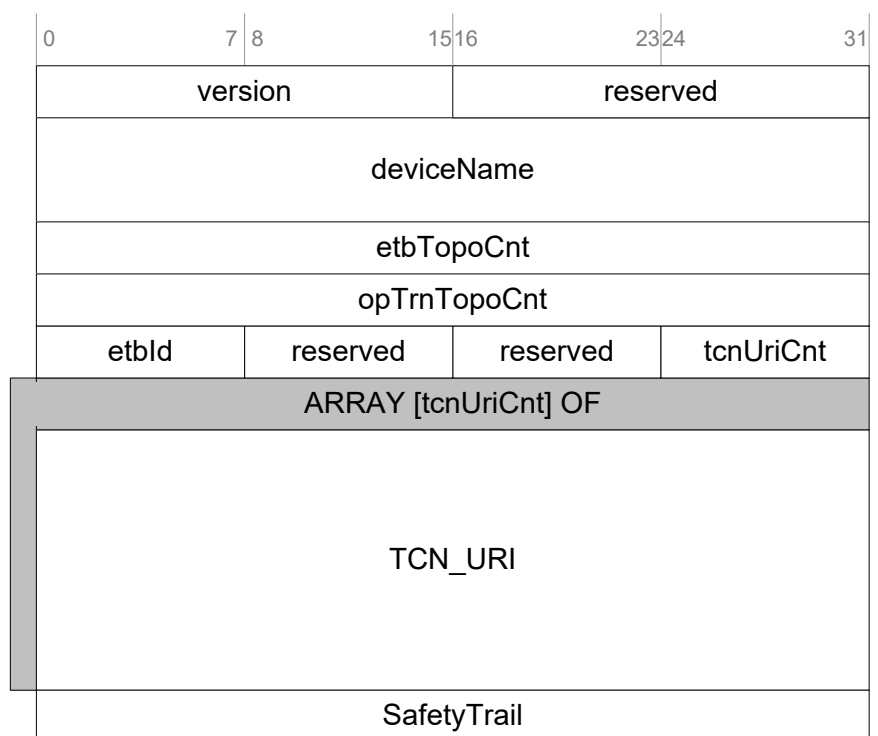 0 7 8 15 16 23 24 31
version reserved
deviceName
etbTopoCnt
opTrnTopoCnt
etbId reserved reserved tcnUriCnt
ARRAY [tcnUriCnt] OF
TCN_URI
SafetyTrail